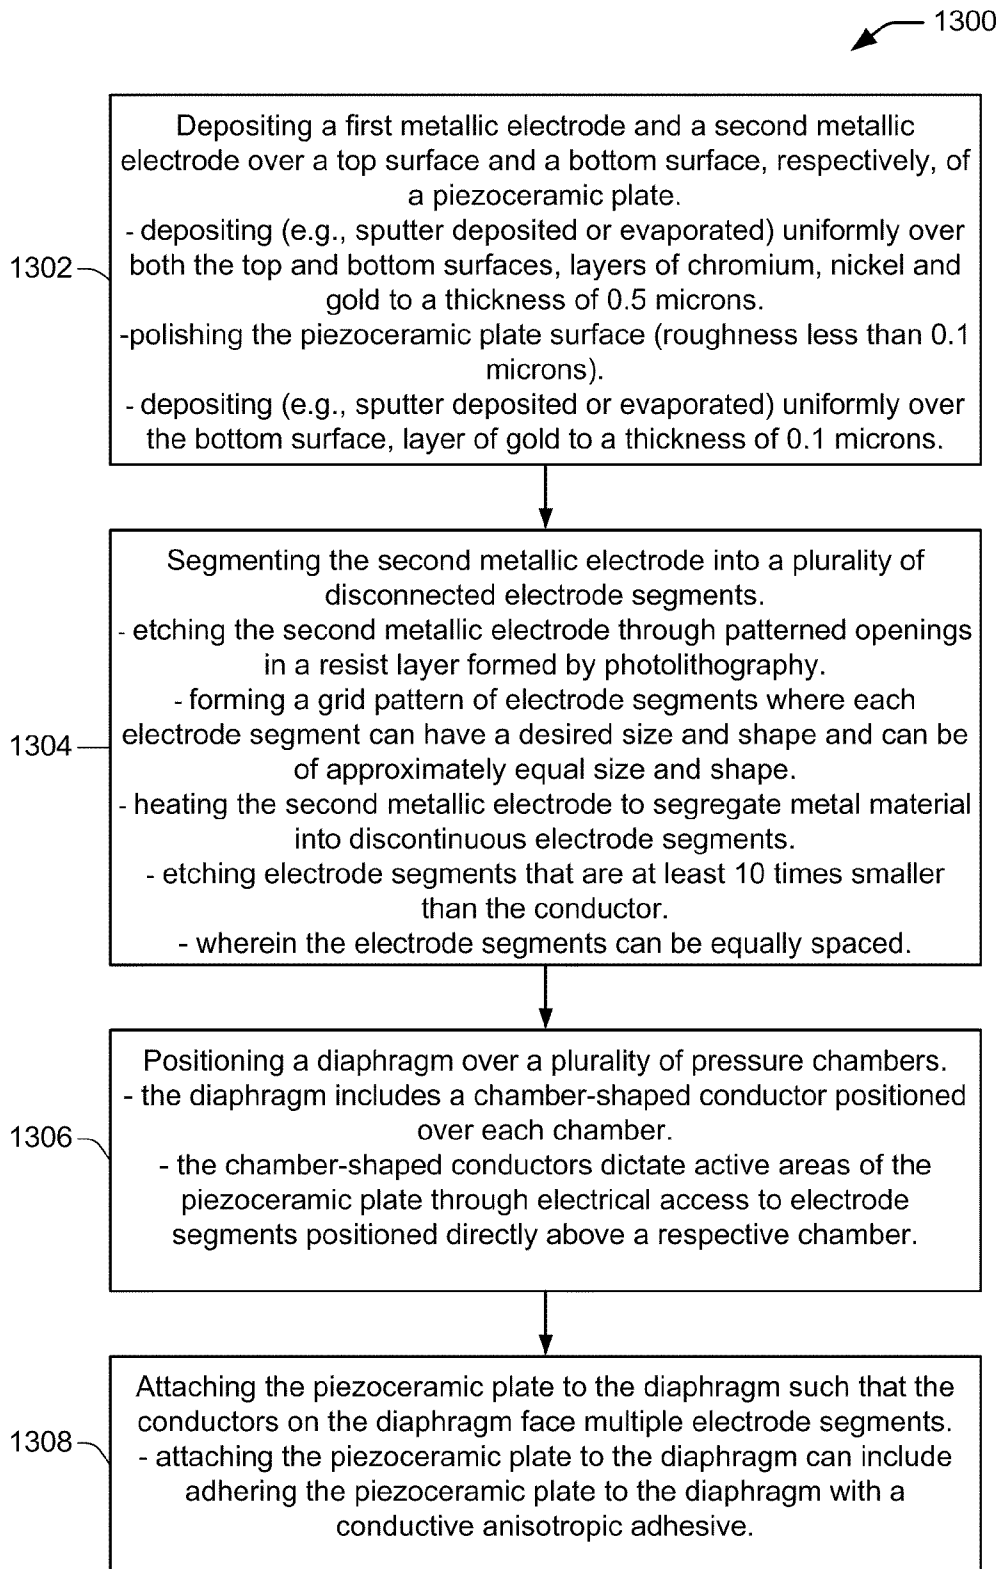 1300
Depositing a first metallic electrode and a second metallic
electrode over a top surface and a bottom surface, respectively, of
a piezoceramic plate.
- depositing (e.g., sputter deposited or evaporated) uniformly over
both the top and bottom surfaces, layers of chromium, nickel and
gold to a thickness of 0.5 microns.
-polishing the piezoceramic plate surface (roughness less than 0.1
microns).
- depositing (e.g., sputter deposited or evaporated) uniformly over
the bottom surface, layer of gold to a thickness of 0.1 microns.
1302
Segmenting the second metallic electrode into a plurality of
disconnected electrode segments.
- etching the second metallic electrode through patterned openings
in a resist layer formed by photolithography.
- forming a grid pattern of electrode segments where each
electrode segment can have a desired size and shape and can be
of approximately equal size and shape.
- heating the second metallic electrode to segregate metal material
into discontinuous electrode segments.
- etching electrode segments that are at least 10 times smaller
than the conductor.
- wherein the electrode segments can be equally spaced.
1304
Positioning a diaphragm over a plurality of pressure chambers.
- the diaphragm includes a chamber-shaped conductor positioned
over each chamber.
- the chamber-shaped conductors dictate active areas of the
piezoceramic plate through electrical access to electrode
segments positioned directly above a respective chamber.
1306
Attaching the piezoceramic plate to the diaphragm such that the
conductors on the diaphragm face multiple electrode segments.
- attaching the piezoceramic plate to the diaphragm can include
adhering the piezoceramic plate to the diaphragm with a
conductive anisotropic adhesive.
1308